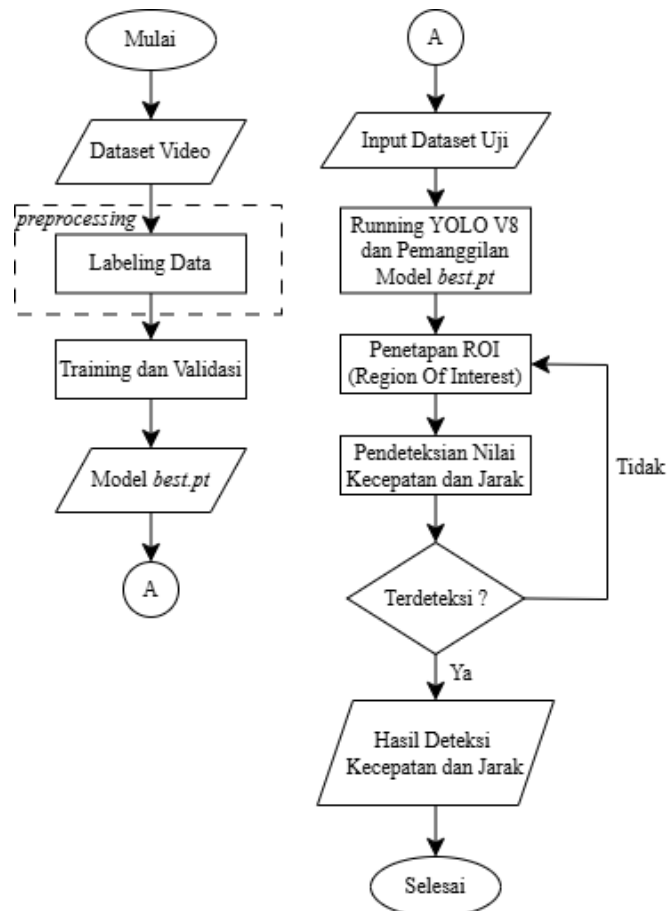 Mulai
Dataset Video
preprocessing
Labeling Data
Training dan Validasi
Model best.pt
A
A
Input Dataset Uji
Running YOLO V8
dan Pemanggilan
Model best.pt
Penetapan ROI
(Region Of Interest)
Pendeteksian Nilai
Kecepatan dan Jarak
Tidak
Terdeteksi ?
Ya
Hasil Deteksi
Kecepatan dan Jarak
Selesai